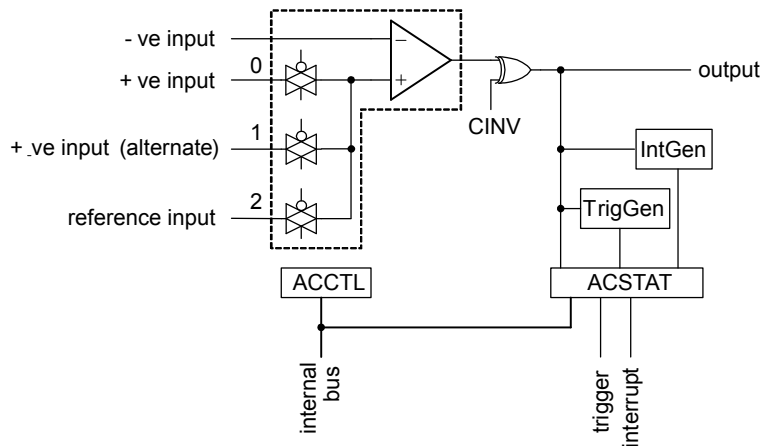 - ve input
+ ve input
0
-
+
output
CINV
+ -ve input (alternate)
1
IntGen
reference input
2
TrigGen
ACCTL
ACSTAT
internal
bus
trigger
interrupt